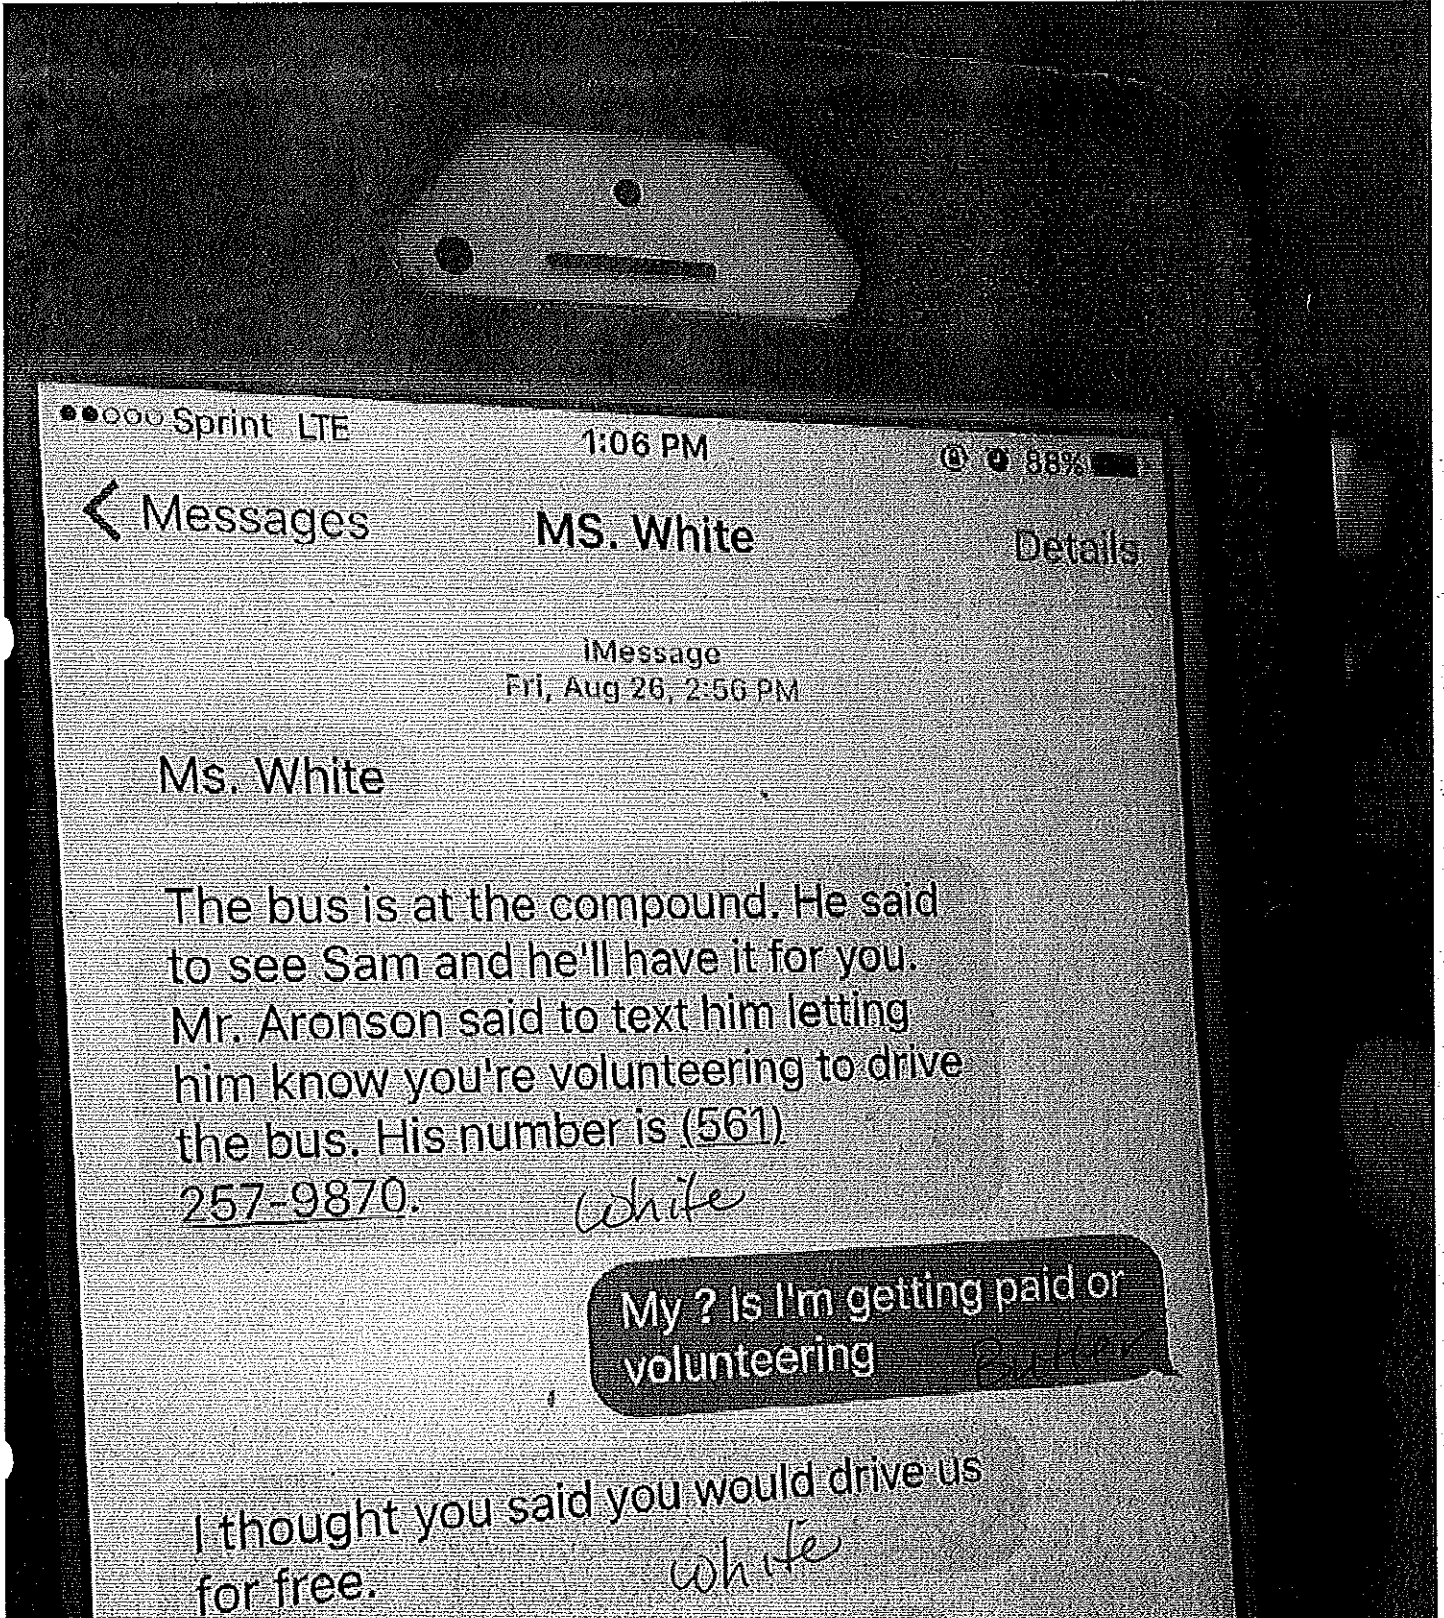 Sprint LTE
1:06 PM
88%
Messages
MS. White
Details
iMessage
Fri, Aug 26, 2:56 PM
Ms. White
The bus is at the compound. He said
to see Sam and he'll have it for you.
Mr. Aronson said to text him letting
him know you're volunteering to drive
the bus. His number is (561)
257-9870.
White
My ? Is I'm getting paid or
volunteering
Butler
I thought you said you would drive us
for free.
White